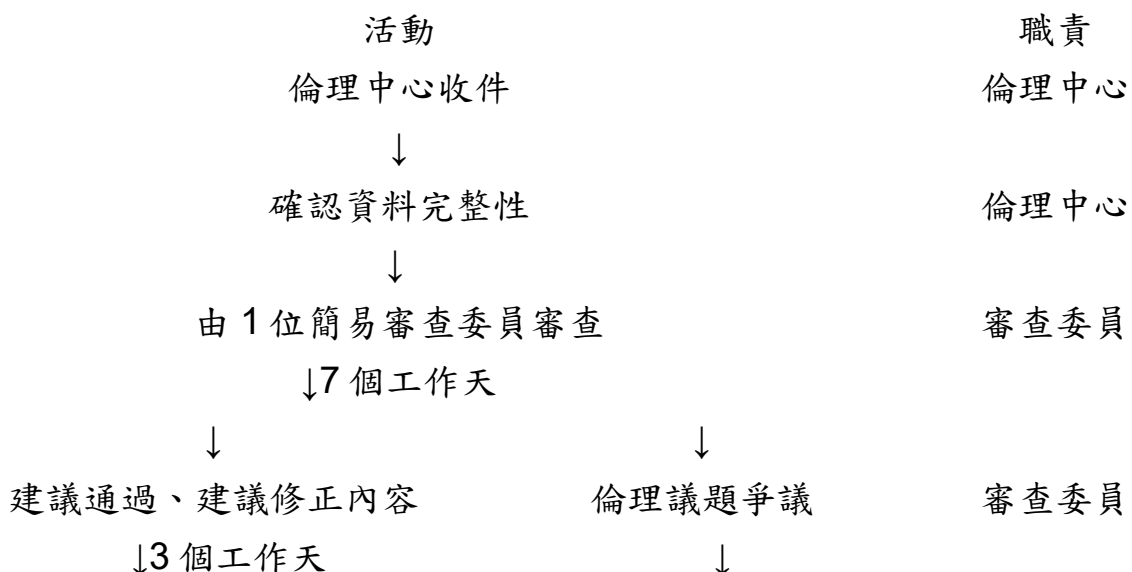 活動 職責
倫理中心收件 倫理中心
↓
確認資料完整性 倫理中心
↓
由 1 位簡易審查委員審查 審查委員
↓7 個工作天
↓ ↓
建議通過、建議修正內容 倫理議題爭議 審查委員
↓3 個工作天 ↓